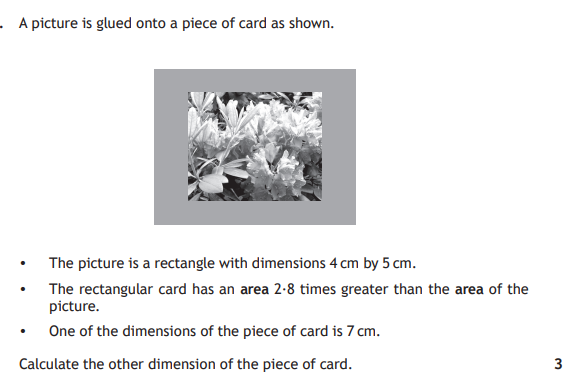 . A picture is glued onto a piece of card as shown.
• The picture is a rectangle with dimensions 4 cm by 5 cm.
• The rectangular card has an area 2·8 times greater than the area of the
picture.
• One of the dimensions of the piece of card is 7 cm.
Calculate the other dimension of the piece of card. 3